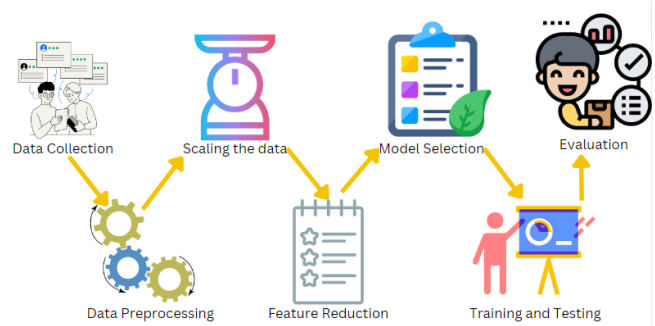 Data Collection
Scaling the data
Model Selection
Evaluation
Data Preprocessing
Feature Reduction
Training and Testing